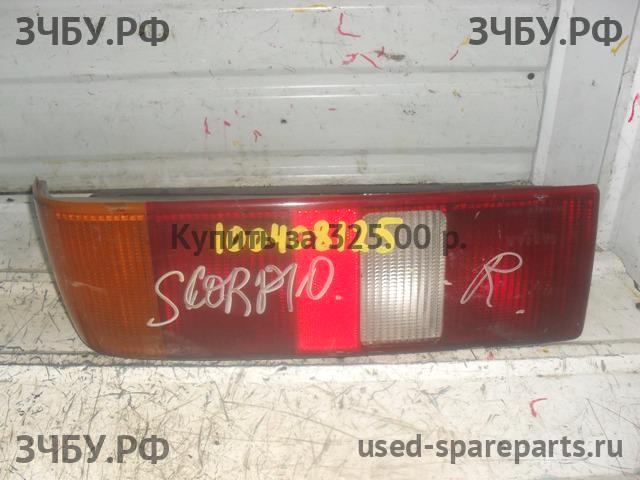 ЗЧБУ.РФ ЗЧБУ.РФ
Купить за 325.00 р.
SCORPIO R
ЗЧБУ.РФ used-spareparts.ru